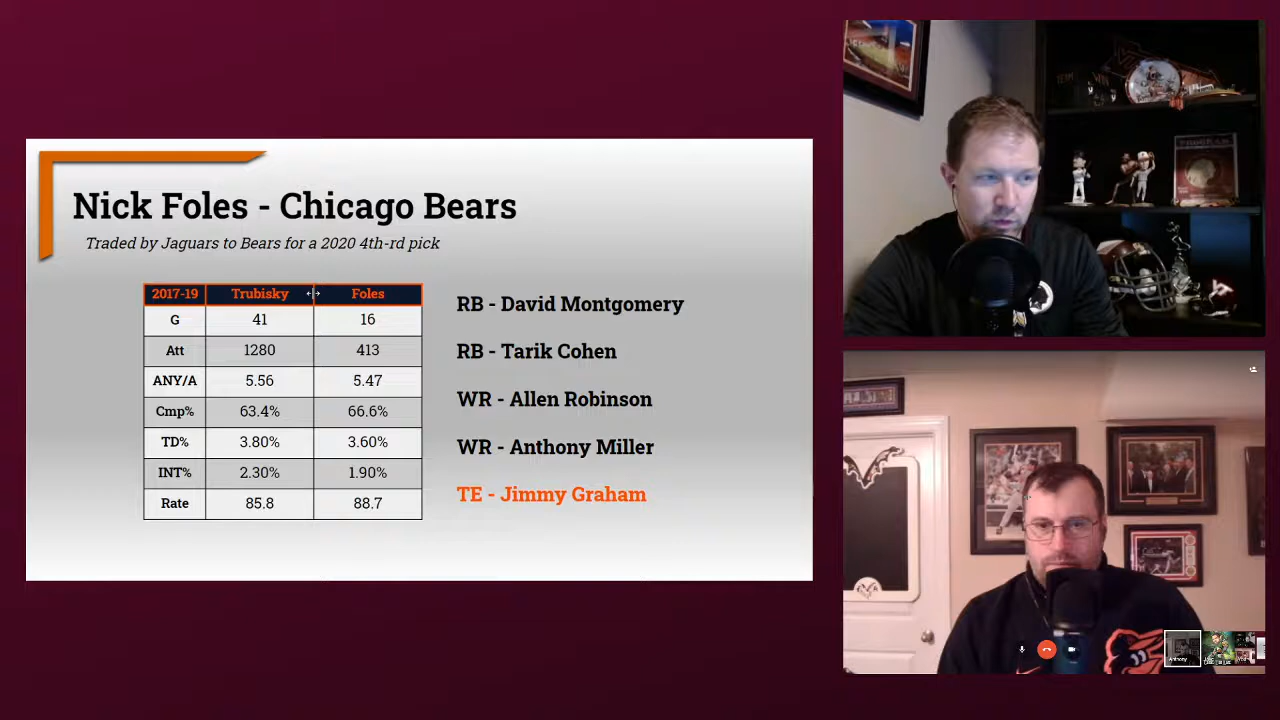 Nick Foles - Chicago Bears
Traded by Jaguars to Bears for a 2020 4th-rd pick
2017-19 Trubisky Foles
G 41 16
Att 1280 413
ANY/A 5.56 5.47
Cmp% 63.4% 66.6%
TD% 3.80% 3.60%
INT% 2.30% 1.90%
Rate 85.8 88.7
RB - David Montgomery
RB - Tarik Cohen
WR - Allen Robinson
WR - Anthony Miller
TE - Jimmy Graham
Anthony